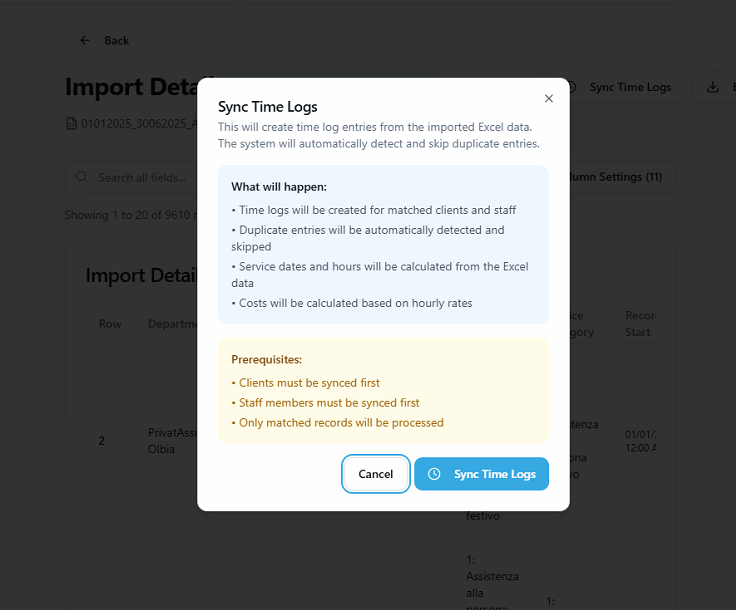 Back
Import Deta
Sync Time Logs
01012025_30062025_A
Search all fields...
umn Settings (11)
Showing 1 to 20 of 9610
Import Detai
Row
Departme
gory
Recor
Start
2
PrivatAssi
Olbia
01/01/
12:00 A
festivo
1:
Assistenza
alla
persona
1:
Sync Time Logs
This will create time log entries from the imported Excel data.
The system will automatically detect and skip duplicate entries.
What will happen:
• Time logs will be created for matched clients and staff
• Duplicate entries will be automatically detected and
skipped
• Service dates and hours will be calculated from the Excel
data
• Costs will be calculated based on hourly rates
Prerequisites:
• Clients must be synced first
• Staff members must be synced first
• Only matched records will be processed
Cancel
Sync Time Logs